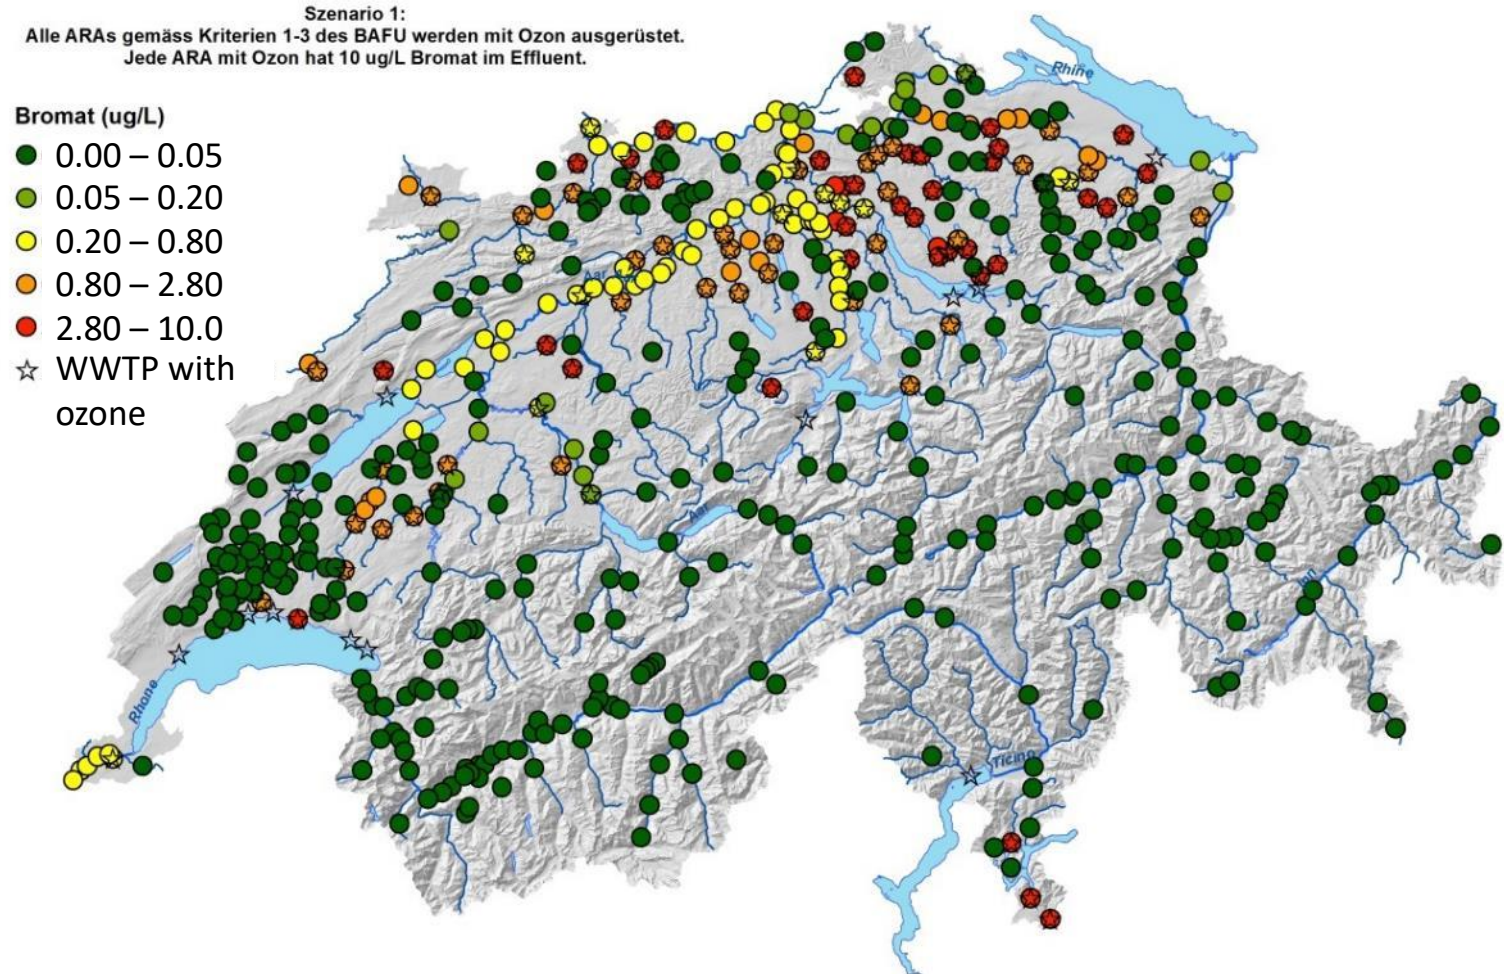 Szenario 1:
Alle ARAs gemäss Kriterien 1-3 des BAFU werden mit Ozon ausgerüstet.
Jede ARA mit Ozon hat 10 ug/L Bromat im Effluent.
Bromat (ug/L)
0.00 – 0.05
0.05 – 0.20
0.20 – 0.80
0.80 – 2.80
2.80 – 10.0
WWTP with
ozone
Rhine
Aar
Aar
Inn
Rhone
Ticino